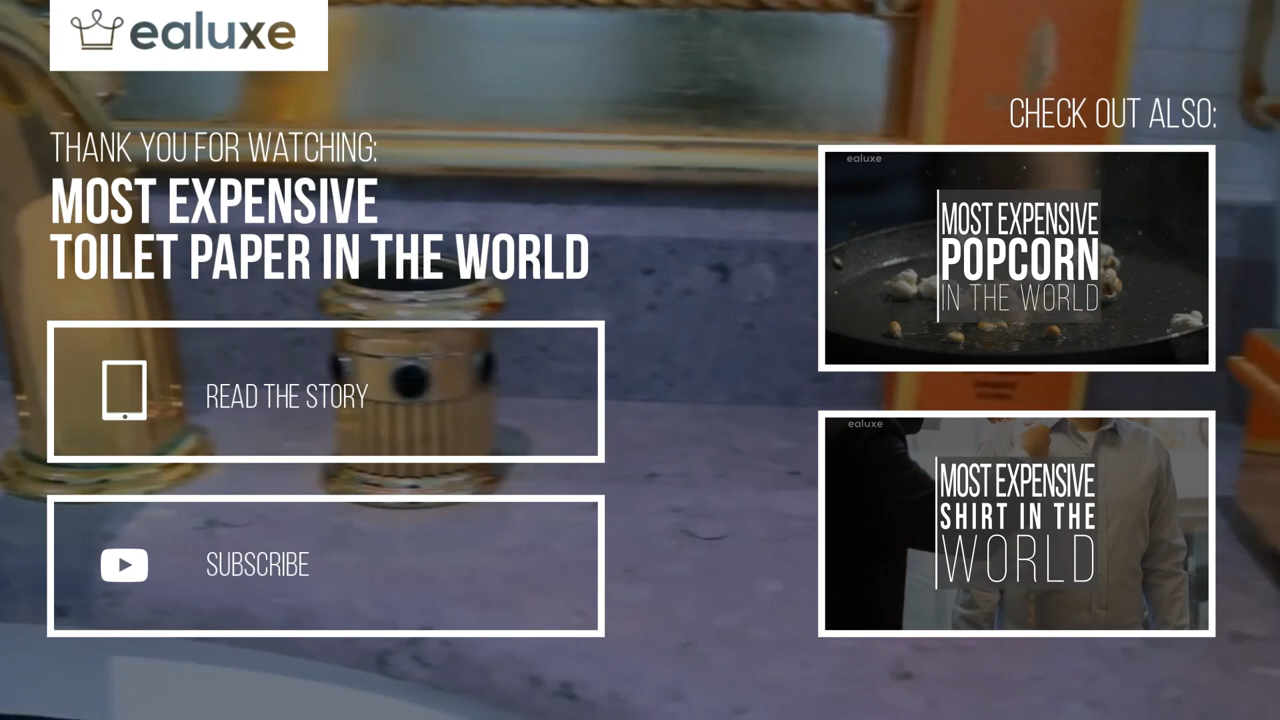 ealuxe
THANK YOU FOR WATCHING:
MOST EXPENSIVE
TOILET PAPER IN THE WORLD
READ THE STORY
SUBSCRIBE
CHECK OUT ALSO:
ealuxe
MOST EXPENSIVE
POPCORN
IN THE WORLD
ealuxe
MOST EXPENSIVE
SHIRT IN THE
WORLD